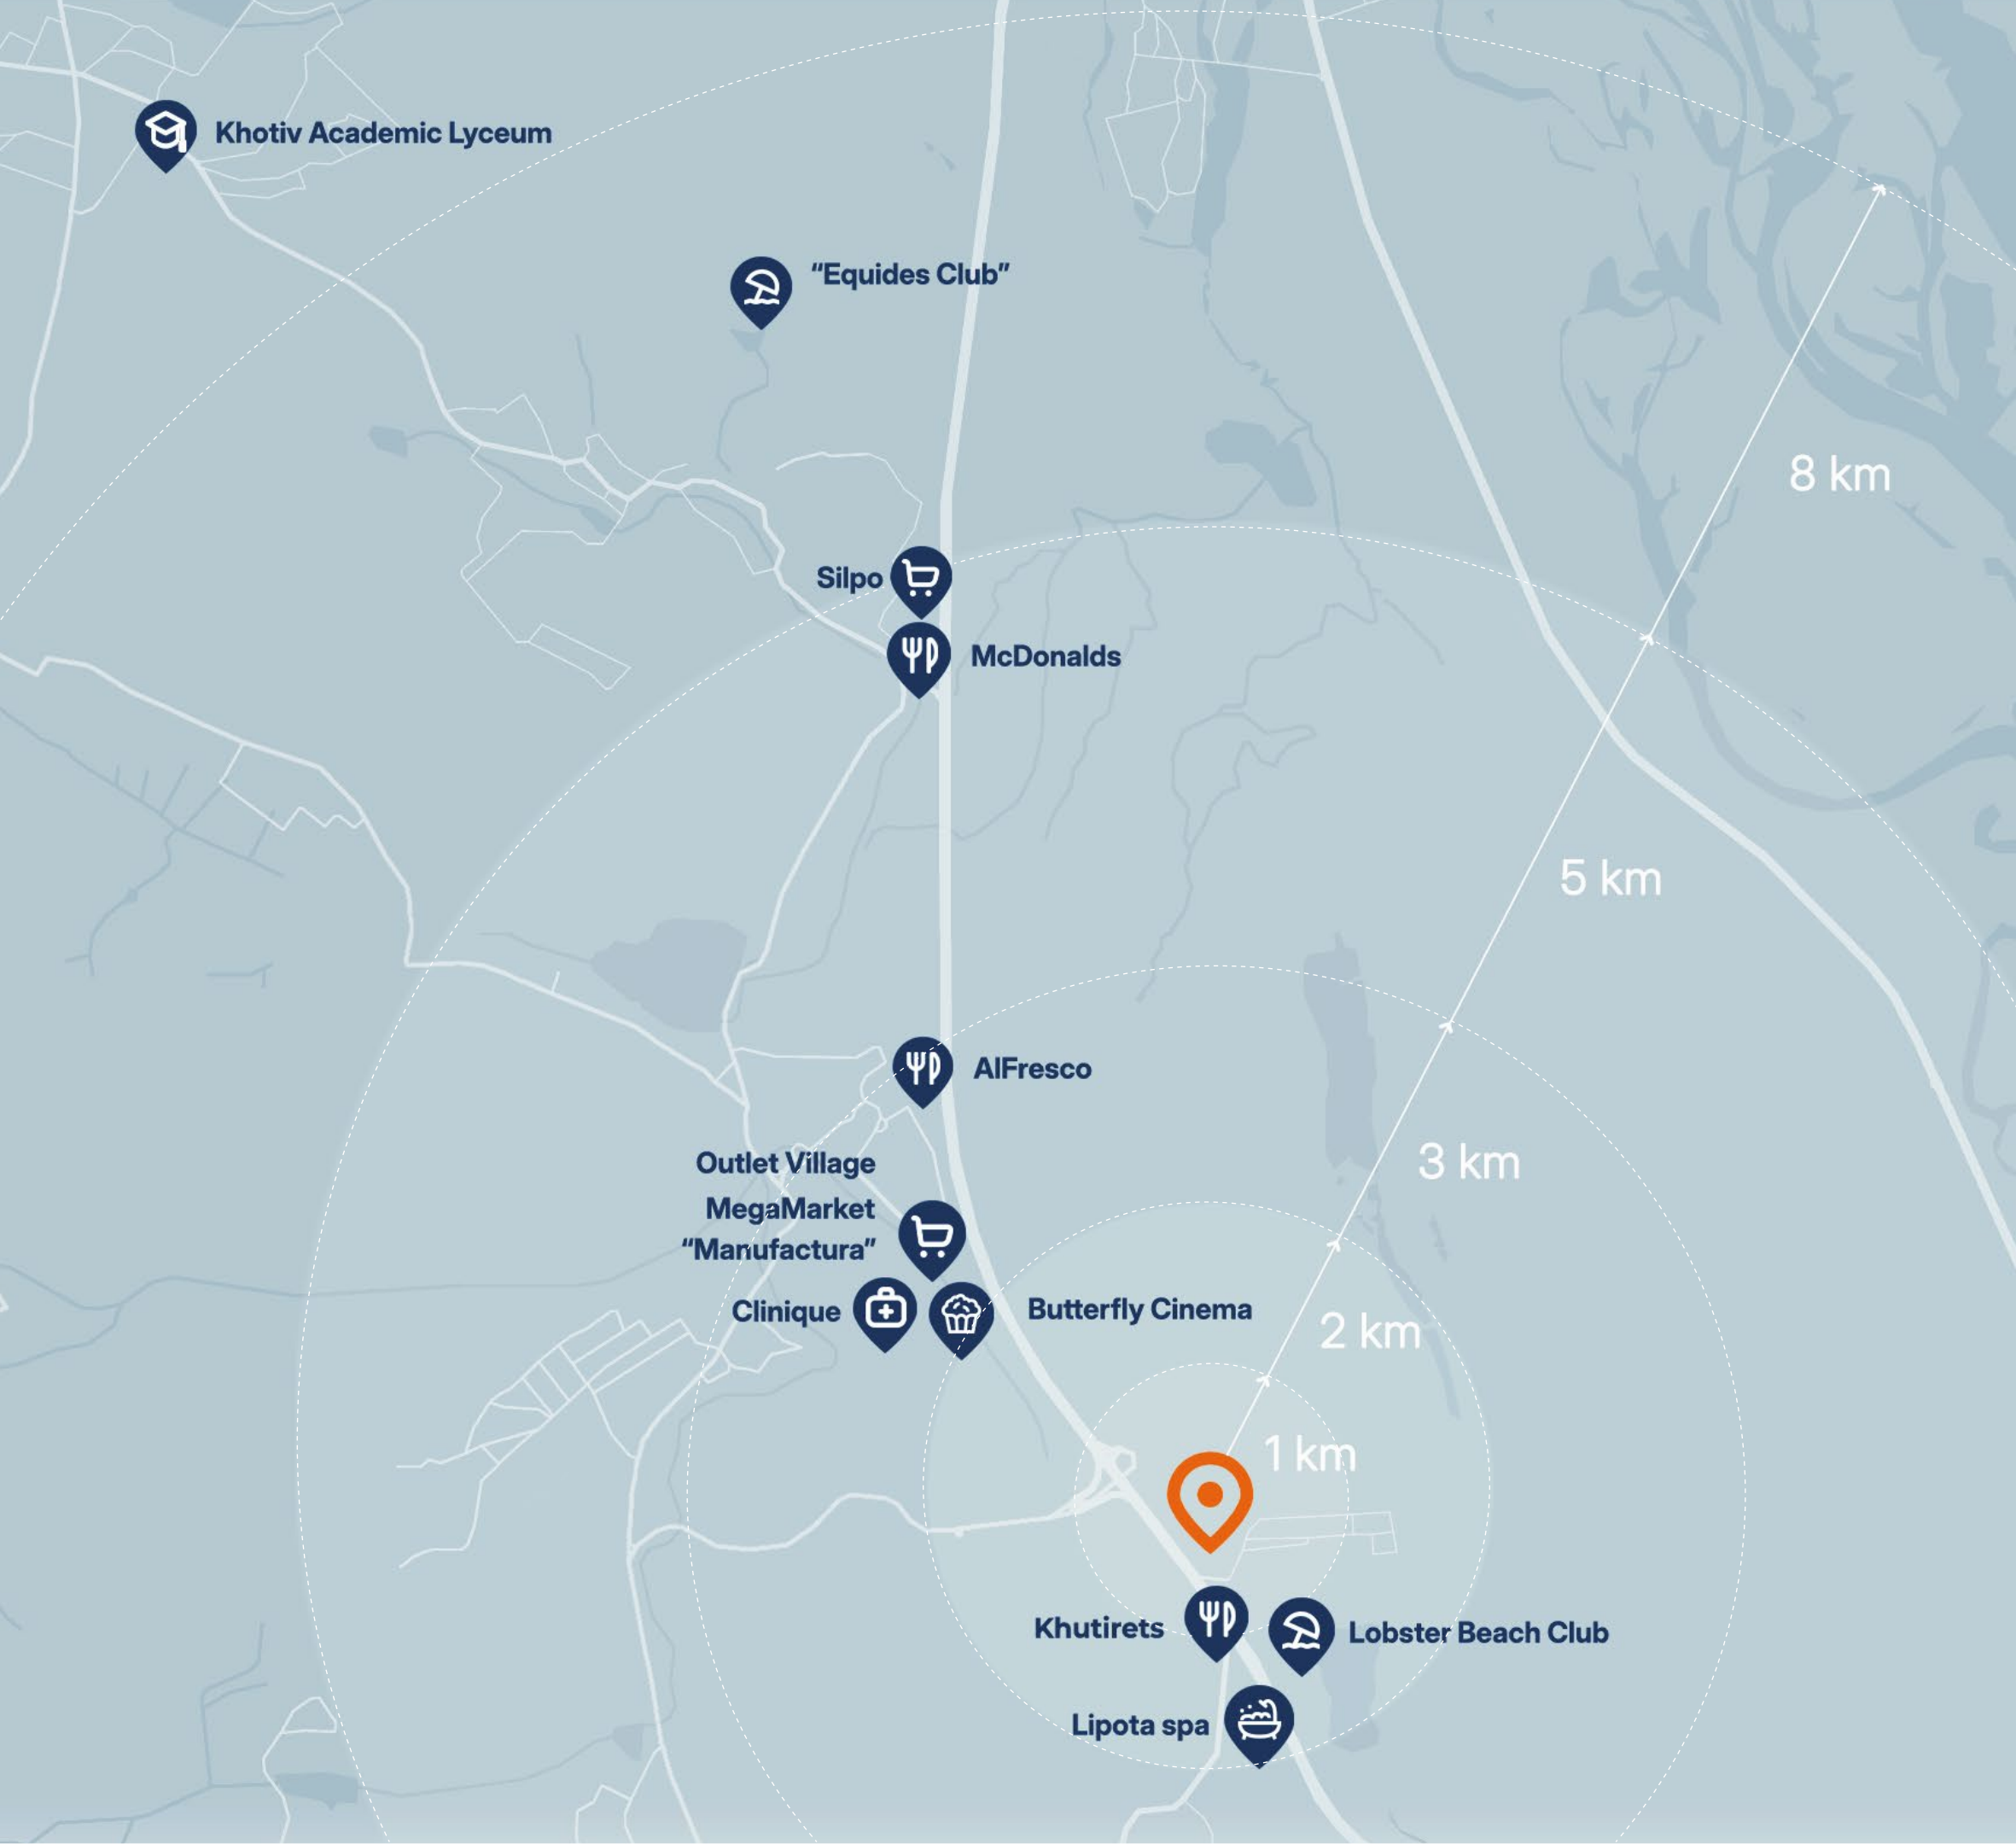 Khotiv Academic Lyceum
“Equides Club”
8 km
Silpo
McDonalds
5 km
AlFresco
3 km
Outlet Village
MegaMarket
“Manufactura”
Clinique
Butterfly Cinema
2 km
1 km
Khutirets
Lobster Beach Club
Lipota spa